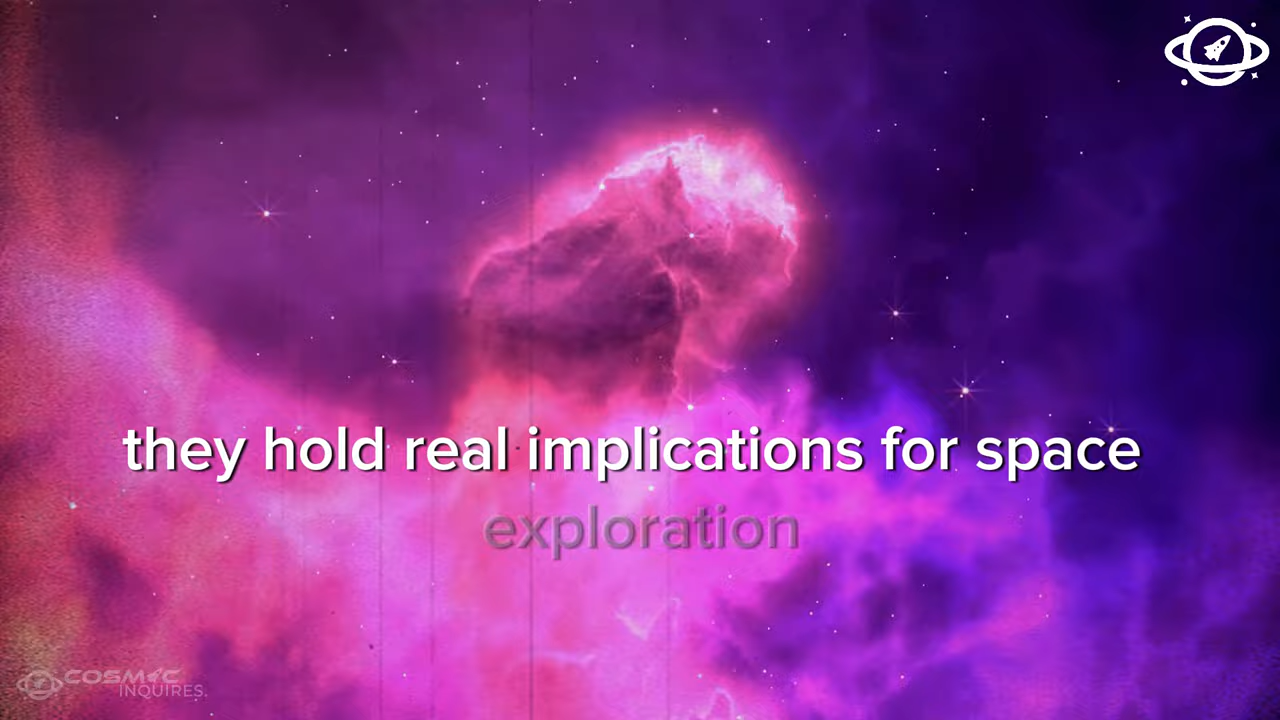 they hold real implications for space
exploration
COSMIC
INQUIRES.